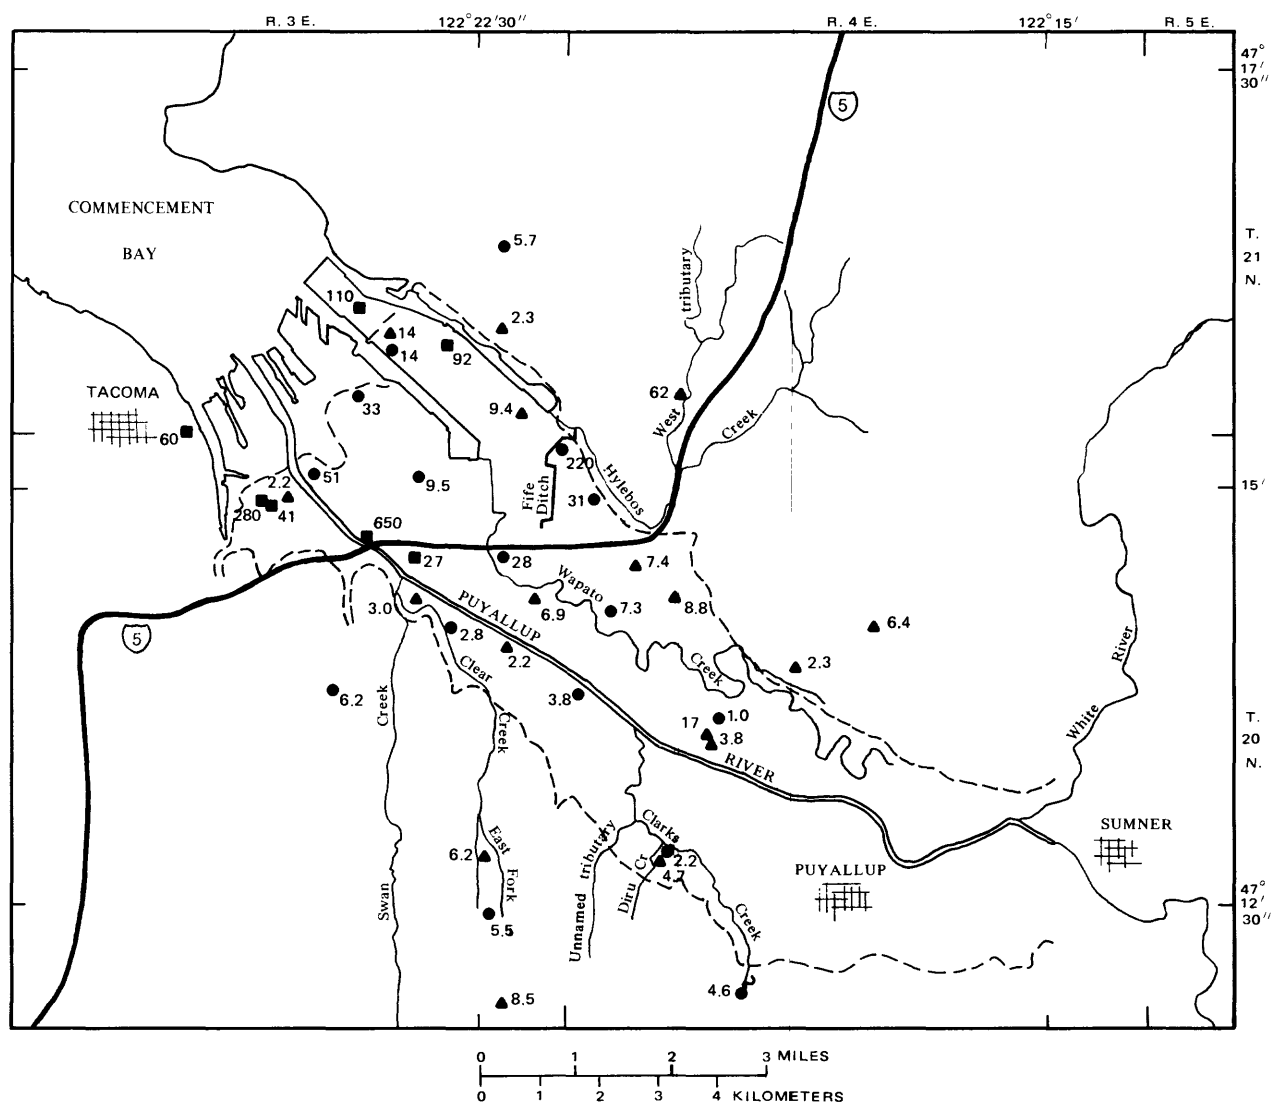 R. 3 E.
122° 22′30″
R. 4 E.
122° 15′
R. 5 E.
47°
17′
30″
5
COMMENCEMENT
BAY
5.7
T.
21
N.
tributary
110
2.3
14
14
92
TACOMA
62
33
9.4
West
Creek
60
220
51
9.5
Hylebos
2.2
15′
Fife
Ditch
31
280
41
650
27
28
7.4
Wapato
3.0
PUYALLUP
6.9
7.3
8.8
6.4
5
2.8
2.2
River
Clear
Creek
2.3
6.2
Creek
3.8
1.0
White
17
3.8
Creek
T.
20
N.
RIVER
Clarks
SUMNER
East
Fork
6.2
Unnamed tributary
Diru Cr
2.2
4.7
PUYALLUP
Swan
47°
12′
30″
5.5
Creek
4.6
8.5
0 1 2 3 MILES
0 1 2 3 4 KILOMETERS